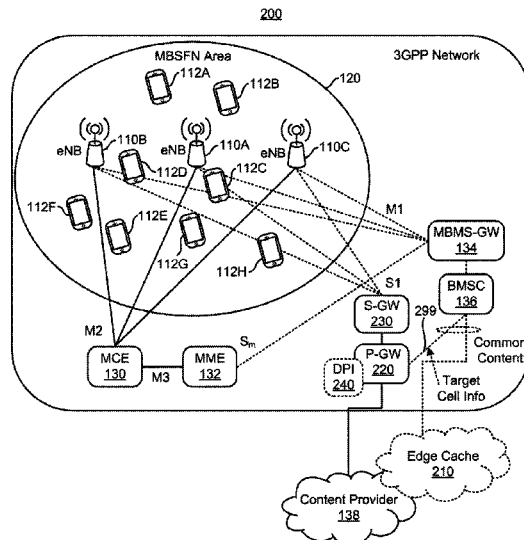 200
MBSFN Area
3GPP Network
112A
120
112B
eNB
110B
eNB
110A
eNB
110C
112D
112C
112F
112E
112G
112H
M1
MBMS-GW
134
S1
BMSC
136
299
M2
S-GW
230
Sm
Common
Content
MCE
130
M3
MME
132
P-GW
220
DPI
240
Target
Cell Info
Edge Cache
210
Content Provider
138